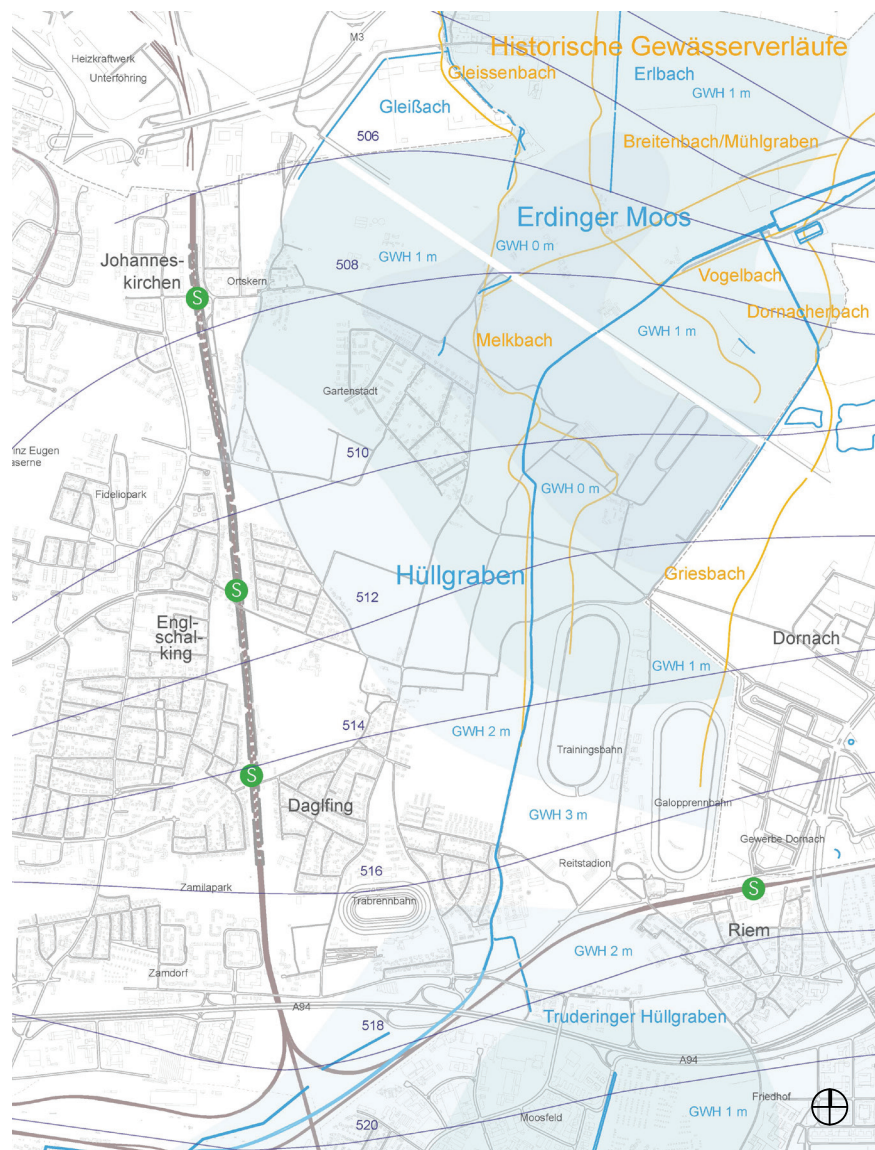 M3
Historische Gewässerverläufe
Heizkraftwerk
Unterföhring
Gleissenbach
Erlbach
GWH 1 m
Gleißach
506
Breitenbach/Mühlgraben
Erdinger Moos
GWH 0 m
Johannes-
kirchen
GWH 1 m
508
Ortskern
S
Vogelbach
Dornacherbach
GWH 1 m
Melkbach
Gartenstadt
510
inz Eugen
aserne
Fideliopark
GWH 0 m
Hüllgraben
Griesbach
S
512
Engl-
schal-
king
Dornach
GWH 1 m
514
GWH 2 m
Trainingsbahn
S
Daglfing
Galopprennbahn
GWH 3 m
Gewerbe Dornach
516
Reitstadion
Zamilapark
S
Trabrennbahn
Riem
GWH 2 m
Zamdorf
A94
Truderinger Hüllgraben
518
A94
Friedhof
Moosfeld
GWH 1 m
520